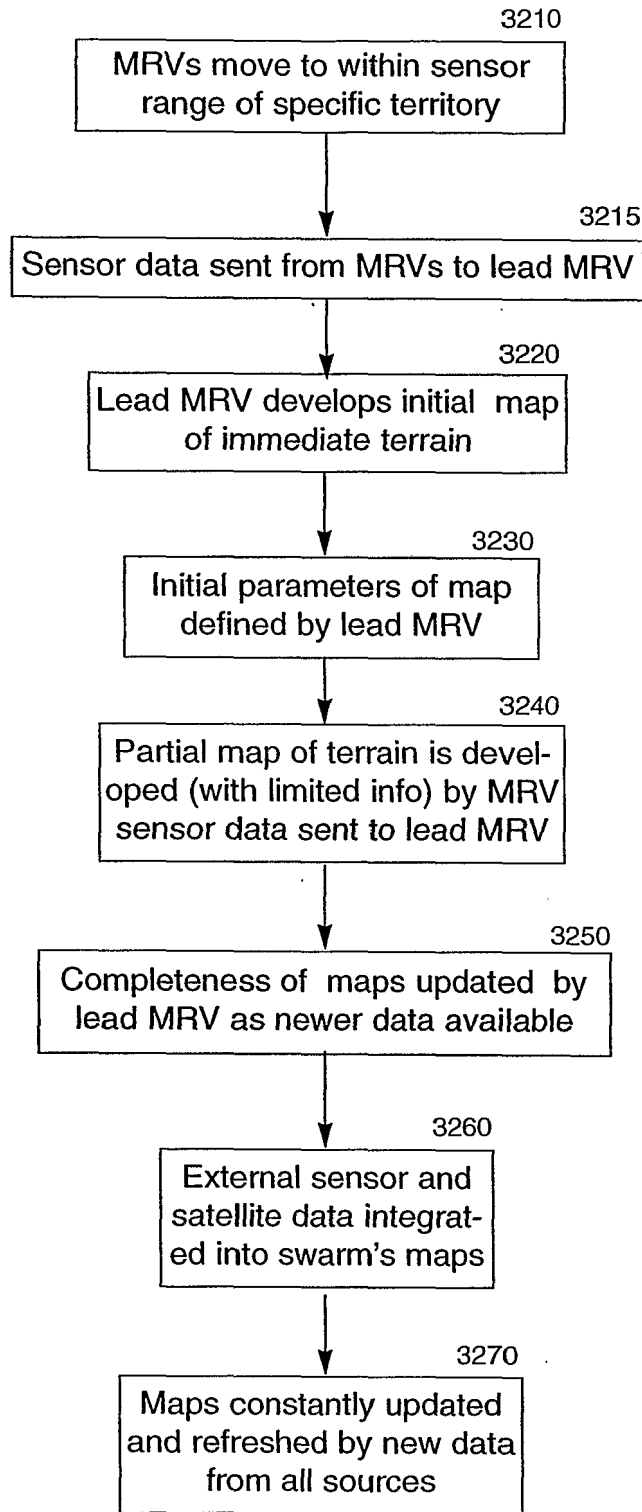 3210
MRVs move to within sensor
range of specific territory
3215
Sensor data sent from MRVs to lead MRV
3220
Lead MRV develops initial map
of immediate terrain
3230
Initial parameters of map
defined by lead MRV
3240
Partial map of terrain is devel-
oped (with limited info) by MRV
sensor data sent to lead MRV
3250
Completeness of maps updated by
lead MRV as newer data available
3260
External sensor and
satellite data integrat-
ed into swarm's maps
3270
Maps constantly updated
and refreshed by new data
from all sources